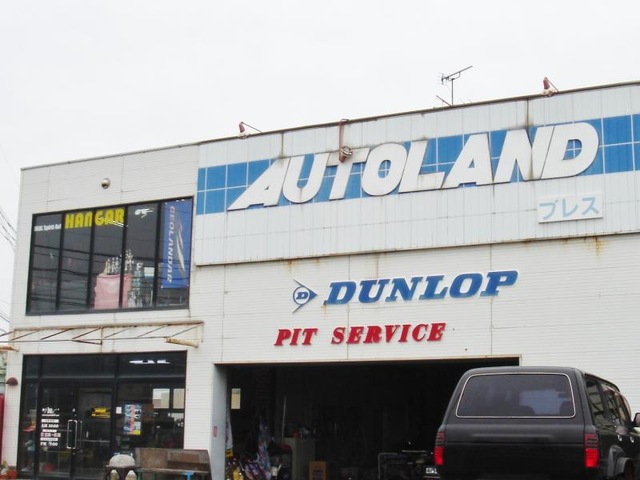 AUTOLAND
プレス
HANGAR
GEOLANDAR
DUNLOP
PIT SERVICE